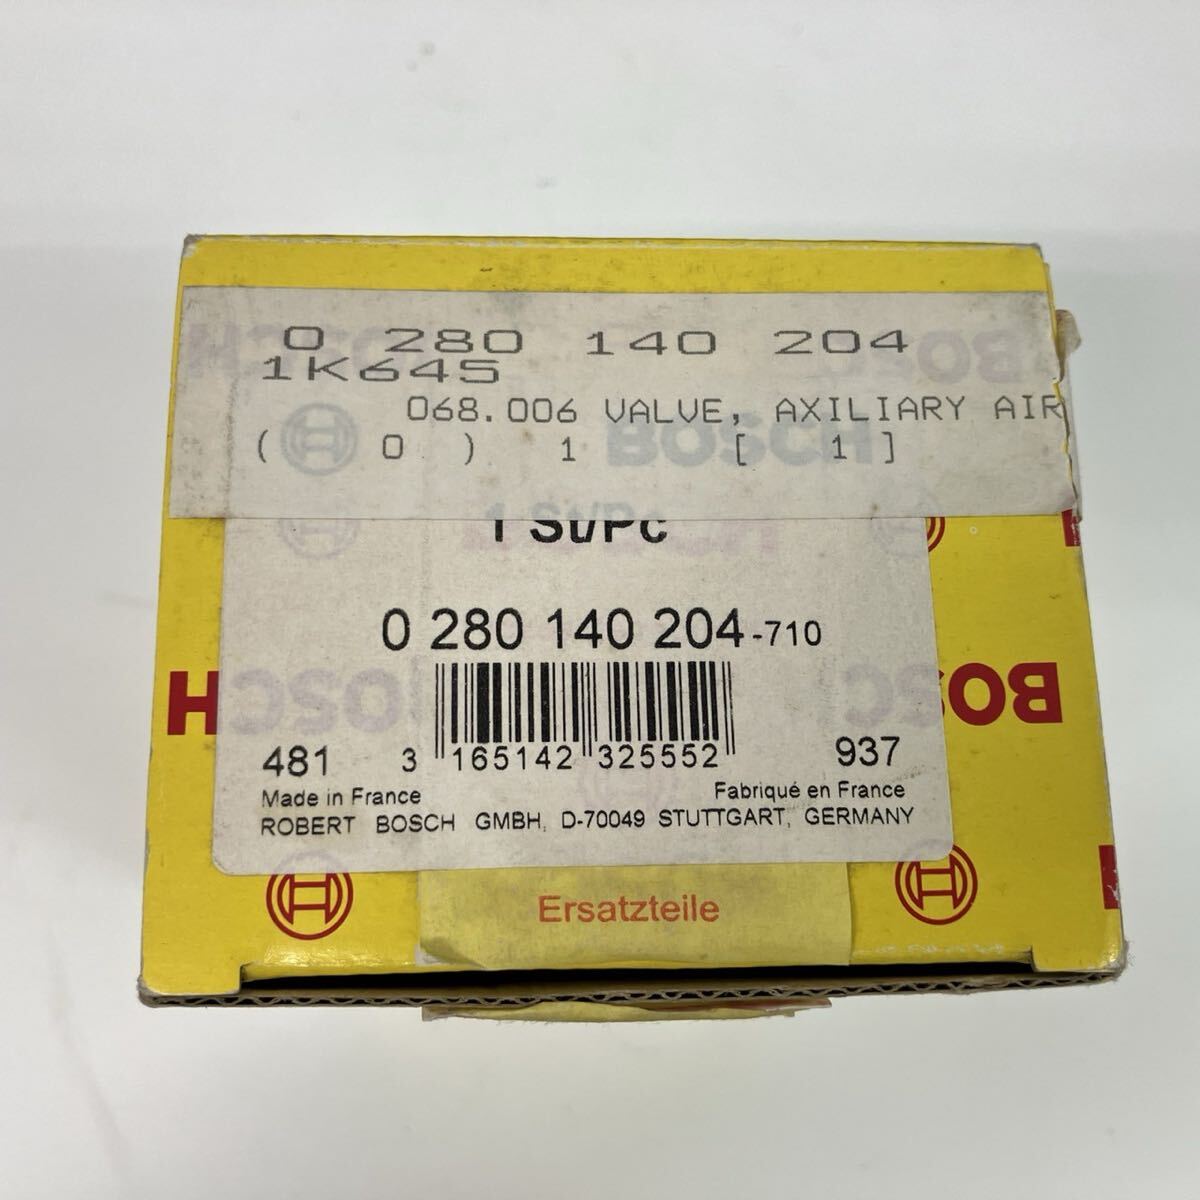 0 280 140 204
1K645
068.006 VALVE, AXILIARY AIR
( 0 ) 1 [ 1 ]
BOSCH
1 St/Pc
0 280 140 204-710
481 3 165142 325552 937
Made in France Fabriqué en France
ROBERT BOSCH GMBH, D-70049 STUTTGART, GERMANY
Ersatzteile